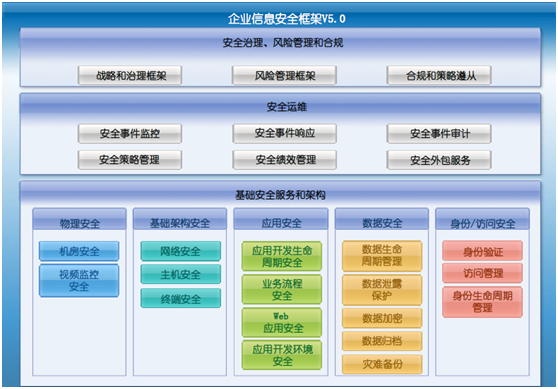 企业信息安全框架V5.0
安全治理、风险管理和合规
战略和治理框架 风险管理框架 合规和策略遵从
安全运维
安全事件监控 安全事件响应 安全事件审计
安全策略管理 安全绩效管理 安全外包服务
基础安全服务和架构
物理安全
机房安全
视频监控
安全
基础架构安全
网络安全
主机安全
终端安全
应用安全
应用开发生命
周期安全
业务流程
安全
Web
应用安全
应用开发环境
安全
数据安全
数据生命
周期管理
数据泄露
保护
数据加密
数据归档
灾难备份
身份/访问安全
身份验证
访问管理
身份生命周期
管理